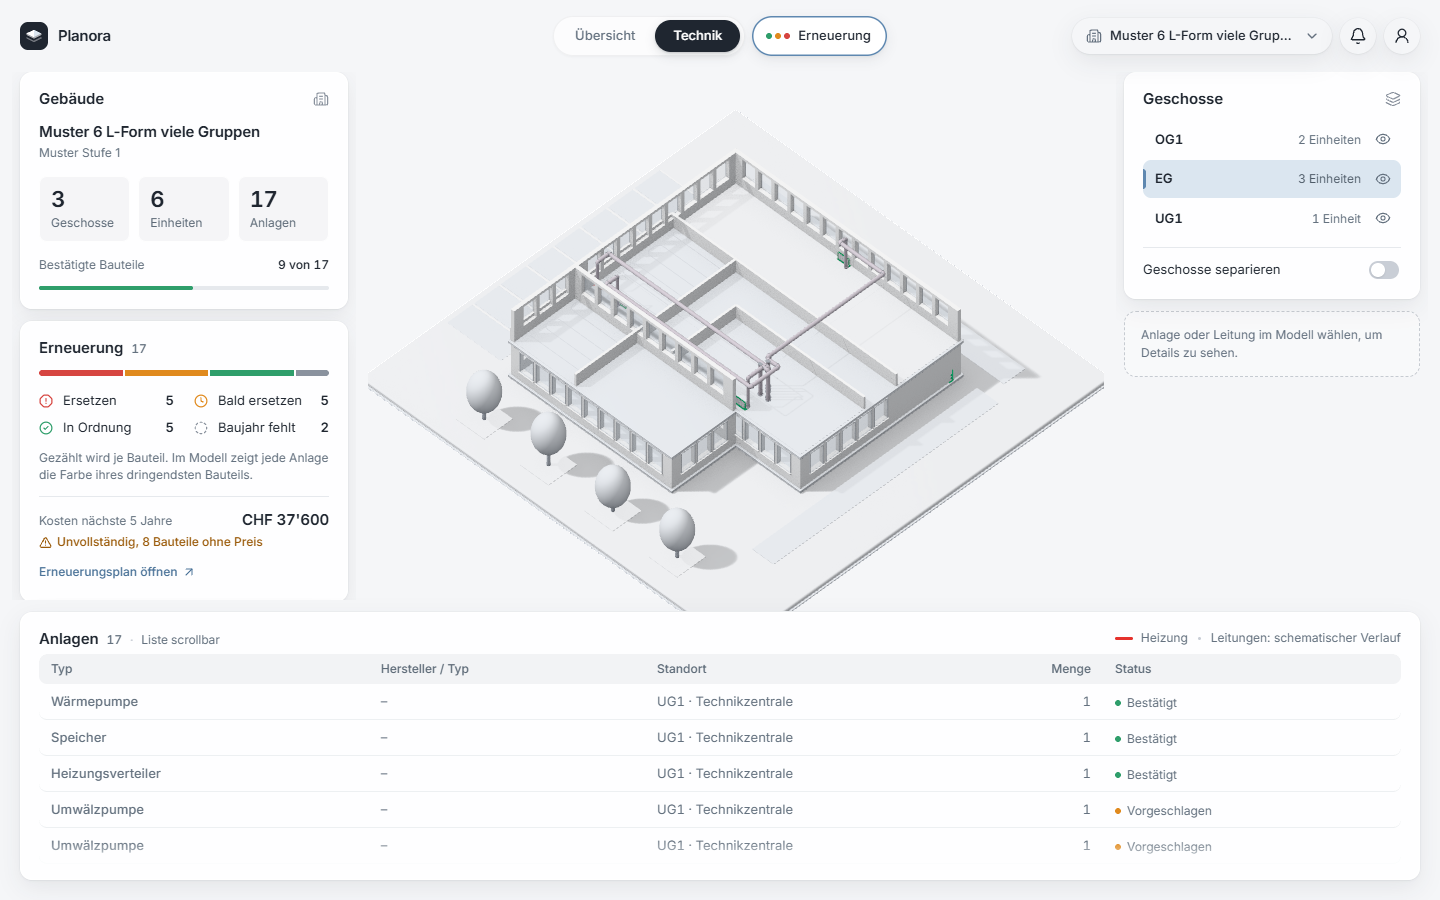 Planora
Übersicht
Technik
Erneuerung
Muster 6 L-Form viele Grup...
Gebäude
Muster 6 L-Form viele Gruppen
Muster Stufe 1
3 6 17
Geschosse Einheiten Anlagen
Bestätigte Bauteile 9 von 17
Erneuerung 17
Ersetzen 5 Bald ersetzen 5
In Ordnung 5 Baujahr fehlt 2
Gezählt wird je Bauteil. Im Modell zeigt jede Anlage
die Farbe ihres dringendsten Bauteils.
Kosten nächste 5 Jahre CHF 37'600
Unvollständig, 8 Bauteile ohne Preis
Erneuerungsplan öffnen
Geschosse
OG1 2 Einheiten
EG 3 Einheiten
UG1 1 Einheit
Geschosse separieren
Anlage oder Leitung im Modell wählen, um
Details zu sehen.
Anlagen 17 · Liste scrollbar
Heizung • Leitungen: schematischer Verlauf
Typ Hersteller / Typ Standort Menge Status
Wärmepumpe – UG1 · Technikzentrale 1 Bestätigt
Speicher – UG1 · Technikzentrale 1 Bestätigt
Heizungsverteiler – UG1 · Technikzentrale 1 Bestätigt
Umwälzpumpe – UG1 · Technikzentrale 1 Vorgeschlagen
Umwälzpumpe – UG1 · Technikzentrale 1 Vorgeschlagen